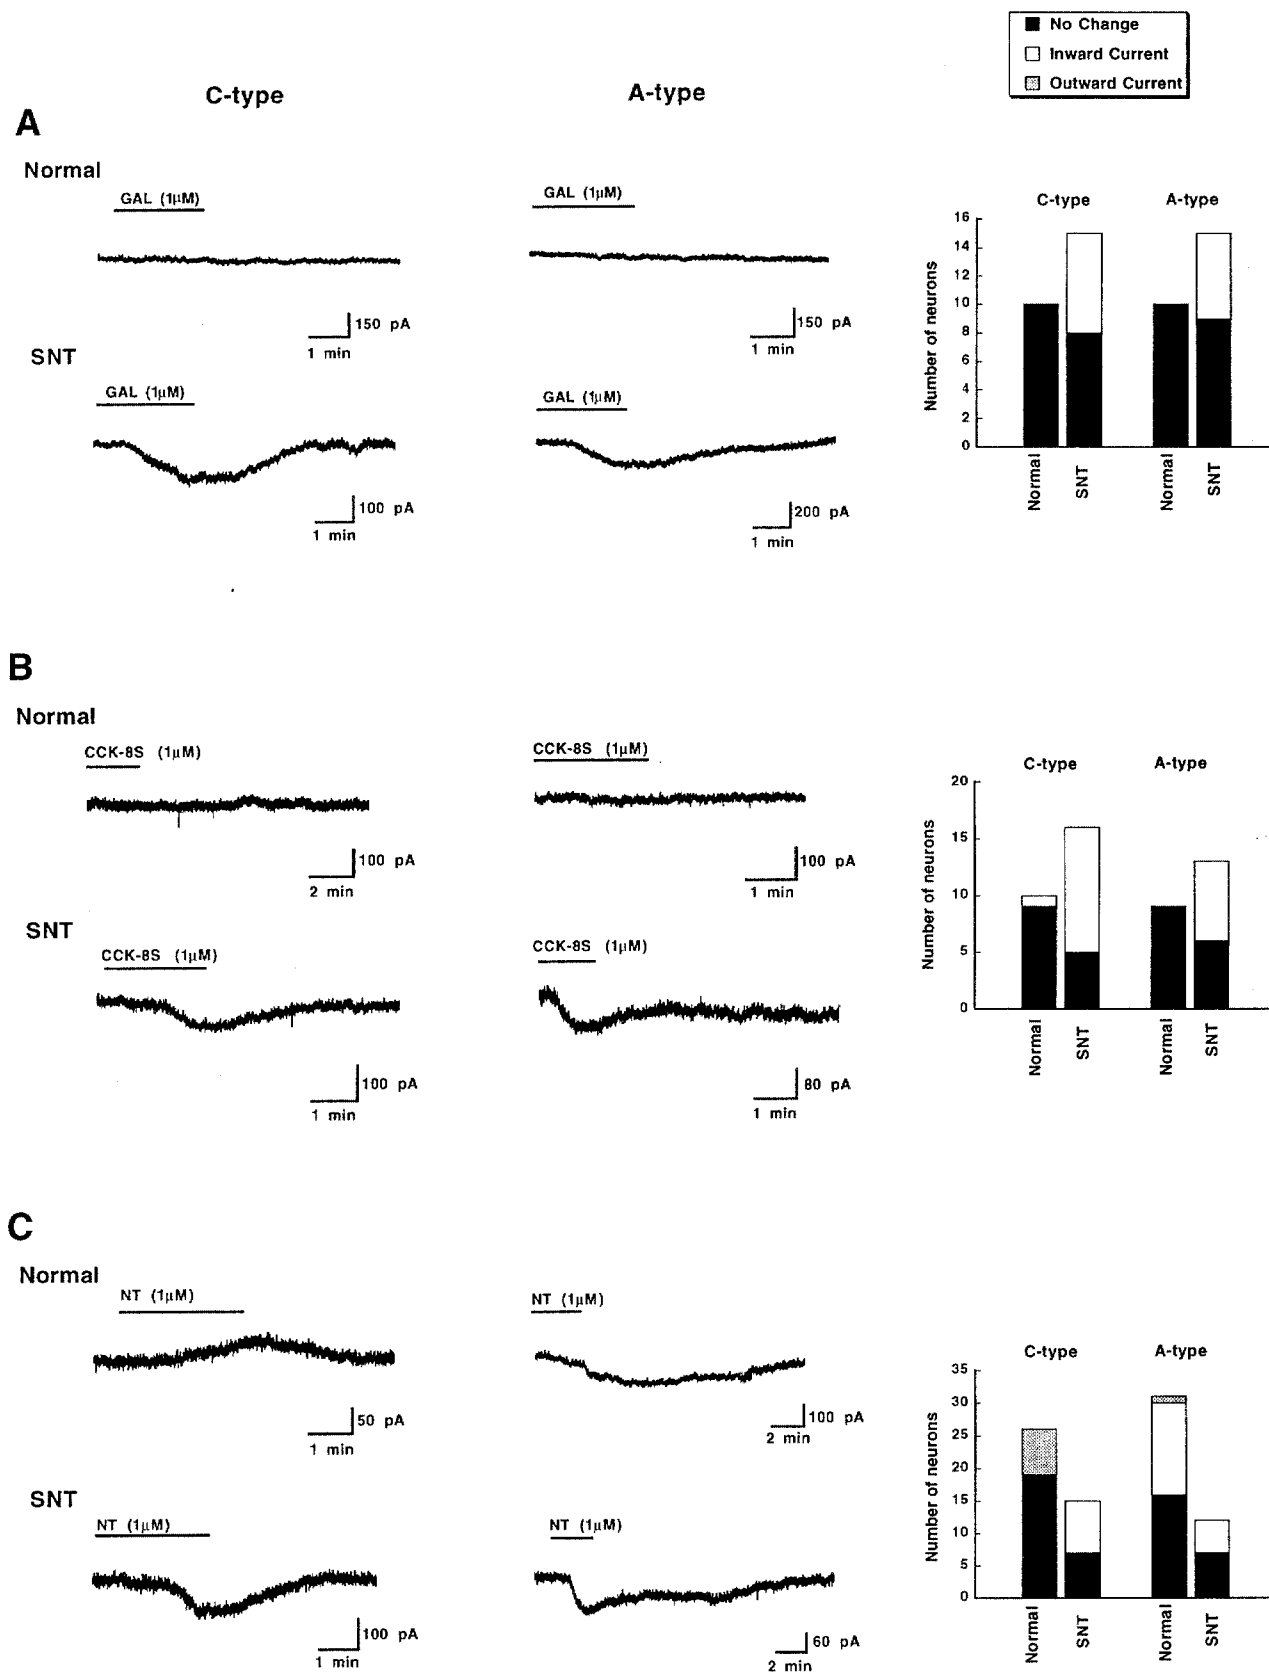 No Change
Inward Current
Outward Current
C-type
A-type
A
Normal
GAL (1µM)
GAL (1µM)
150 pA
1 min
150 pA
1 min
SNT
GAL (1µM)
GAL (1µM)
100 pA
1 min
200 pA
1 min
C-type
A-type
Number of neurons
16
14
12
10
8
6
4
2
0
Normal
SNT
Normal
SNT
B
Normal
CCK-8S (1µM)
CCK-8S (1µM)
100 pA
2 min
100 pA
1 min
SNT
CCK-8S (1µM)
CCK-8S (1µM)
100 pA
1 min
80 pA
1 min
C-type
A-type
Number of neurons
20
15
10
5
0
Normal
SNT
Normal
SNT
C
Normal
NT (1µM)
NT (1µM)
50 pA
1 min
100 pA
2 min
SNT
NT (1µM)
NT (1µM)
100 pA
1 min
60 pA
2 min
C-type
A-type
Number of neurons
35
30
25
20
15
10
5
0
Normal
SNT
Normal
SNT